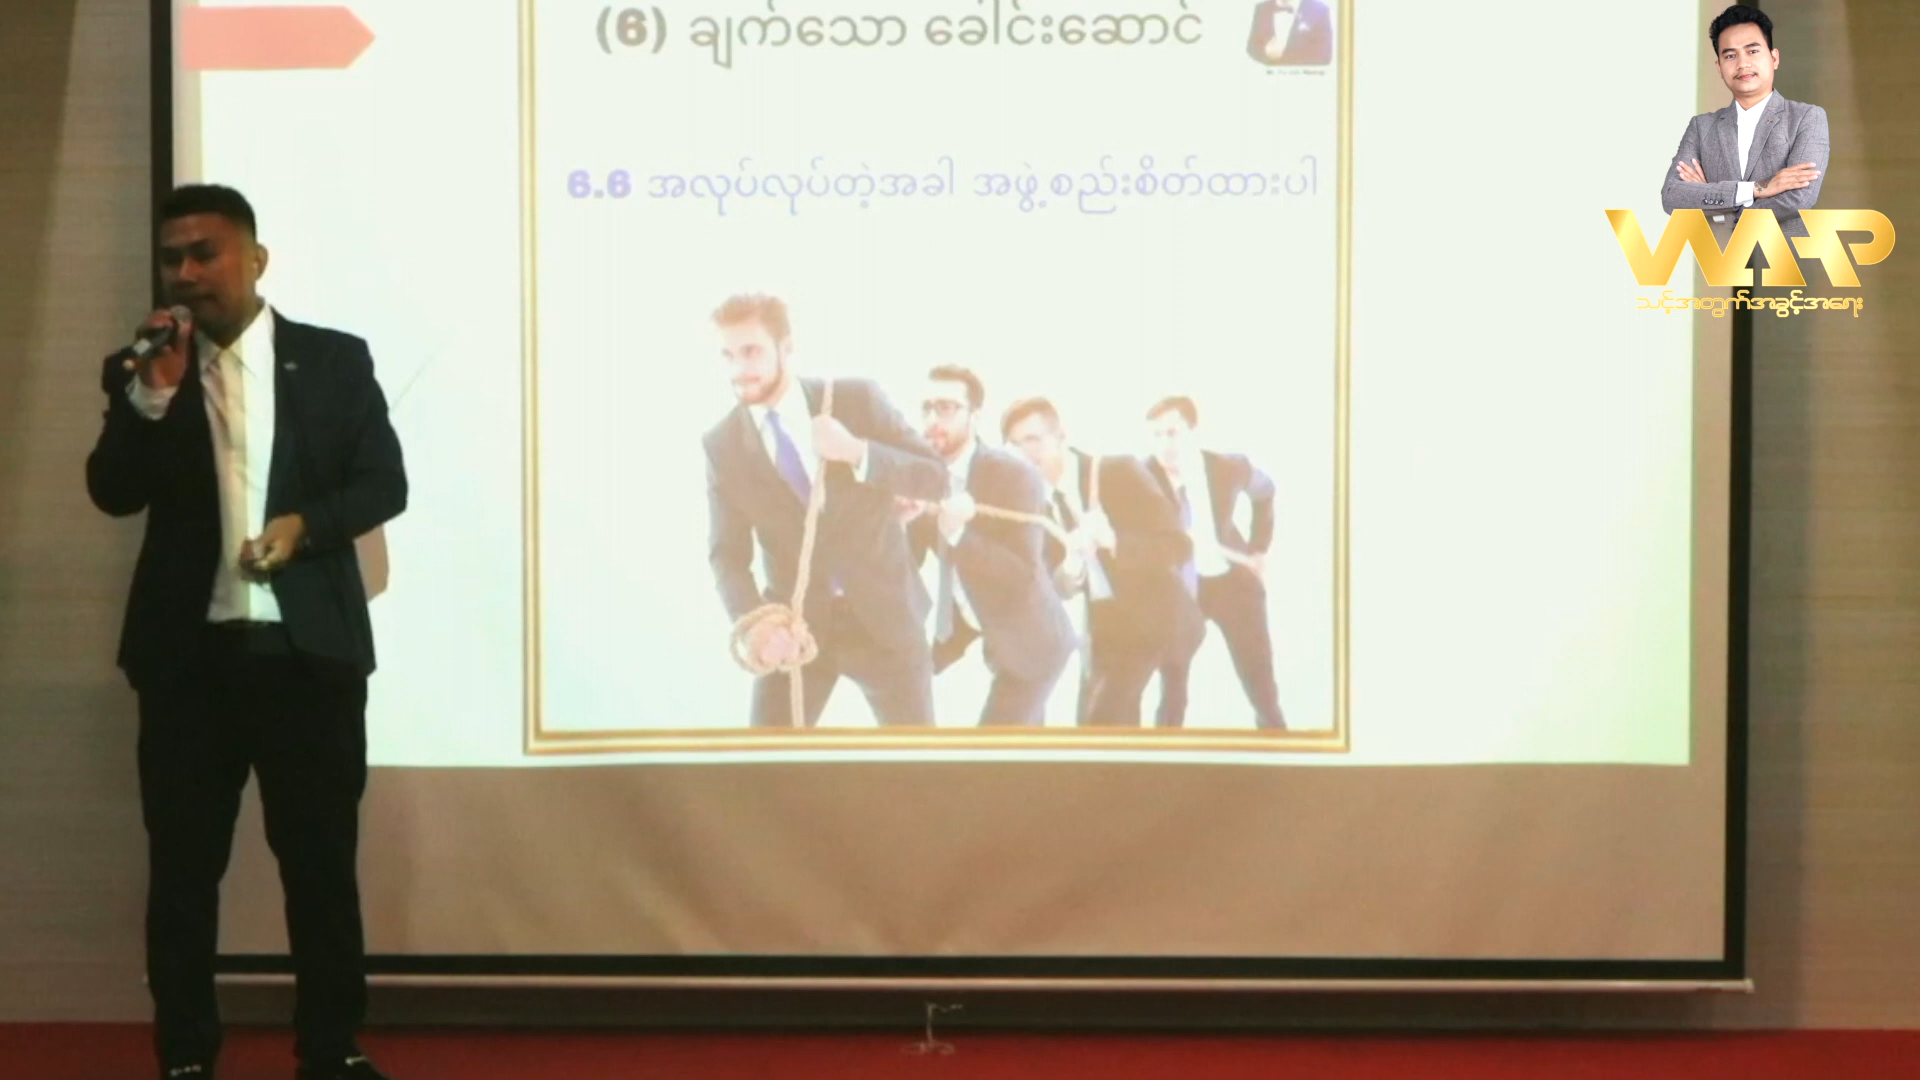 (6) ချက်သော ခေါင်းဆောင်
6.6 အလုပ်လုပ်တဲ့အခါ အဖွဲ့စည်းစိတ်ထားပါ
WAP
သင့်အတွက်အခွင့်အရေး